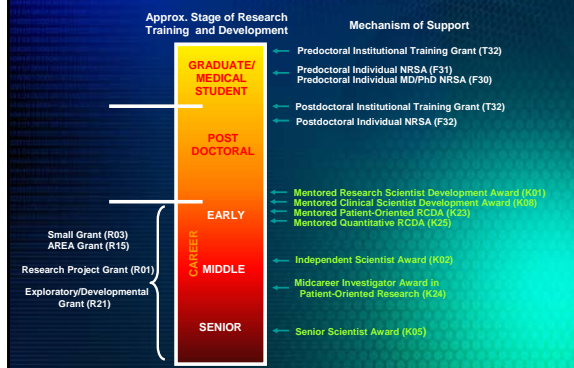 Approx. Stage of Research
Training and Development
Mechanism of Support
GRADUATE/
MEDICAL
STUDENT
Predoctoral Institutional Training Grant (T32)
Predoctoral Individual NRSA (F31)
Predoctoral Individual MD/PhD NRSA (F30)
Postdoctoral Institutional Training Grant (T32)
Postdoctoral Individual NRSA (F32)
POST
DOCTORAL
Mentored Research Scientist Development Award (K01)
Mentored Clinical Scientist Development Award (K08)
Mentored Patient-Oriented RCDA (K23)
Mentored Quantitative RCDA (K25)
CAREER
EARLY
MIDDLE
SENIOR
Small Grant (R03)
AREA Grant (R15)
Research Project Grant (R01)
Exploratory/Developmental
Grant (R21)
Independent Scientist Award (K02)
Midcareer Investigator Award in
Patient-Oriented Research (K24)
Senior Scientist Award (K05)